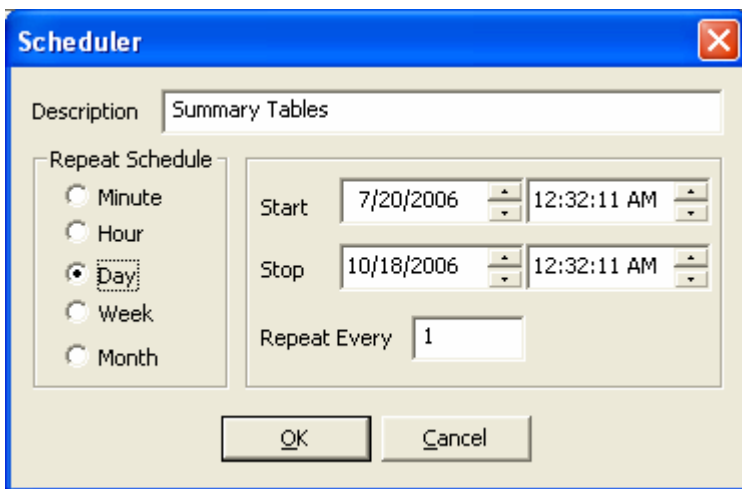 Scheduler
Description Summary Tables
Repeat Schedule
Minute
Hour
Day
Week
Month
Start 7/20/2006 12:32:11 AM
Stop 10/18/2006 12:32:11 AM
Repeat Every 1
OK Cancel